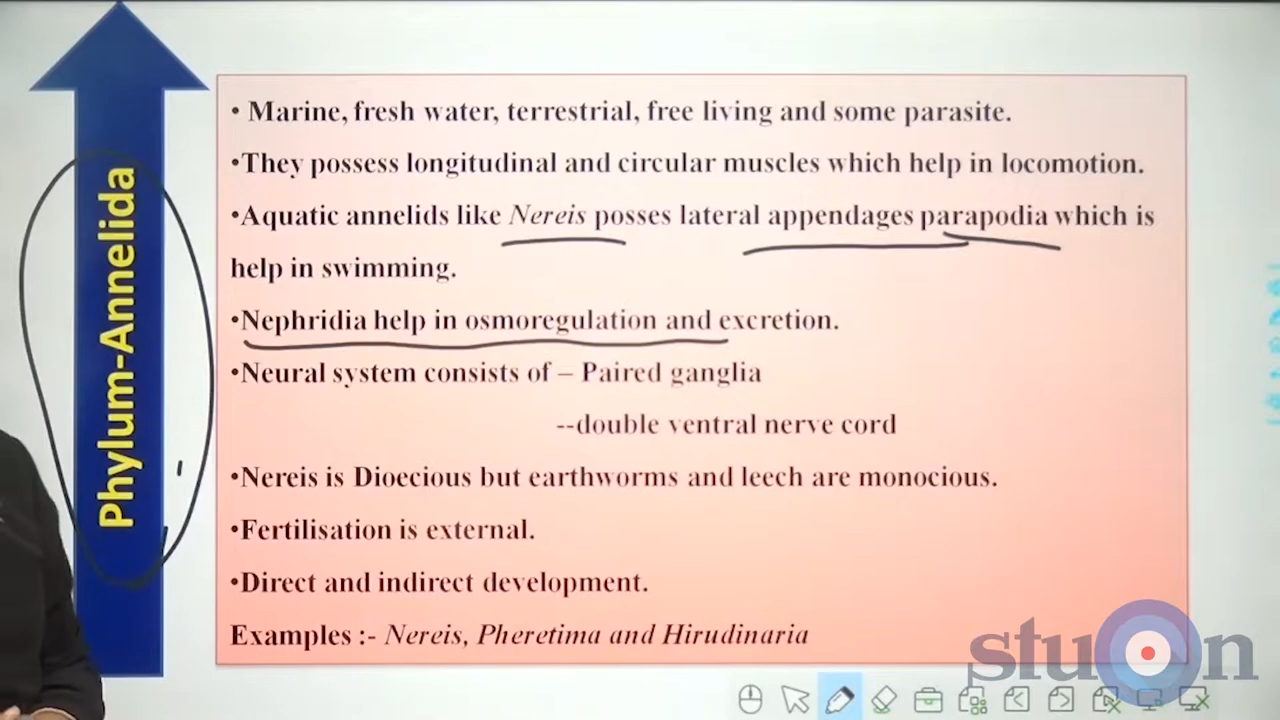 Phylum-Annelida
• Marine, fresh water, terrestrial, free living and some parasite.
•They possess longitudinal and circular muscles which help in locomotion.
•Aquatic annelids like Nereis posses lateral appendages parapodia which is
help in swimming.
•Nephridia help in osmoregulation and excretion.
•Neural system consists of – Paired ganglia
--double ventral nerve cord
•Nereis is Dioecious but earthworms and leech are monocious.
•Fertilisation is external.
•Direct and indirect development.
Examples :- Nereis, Pheretima and Hirudinaria
stuon